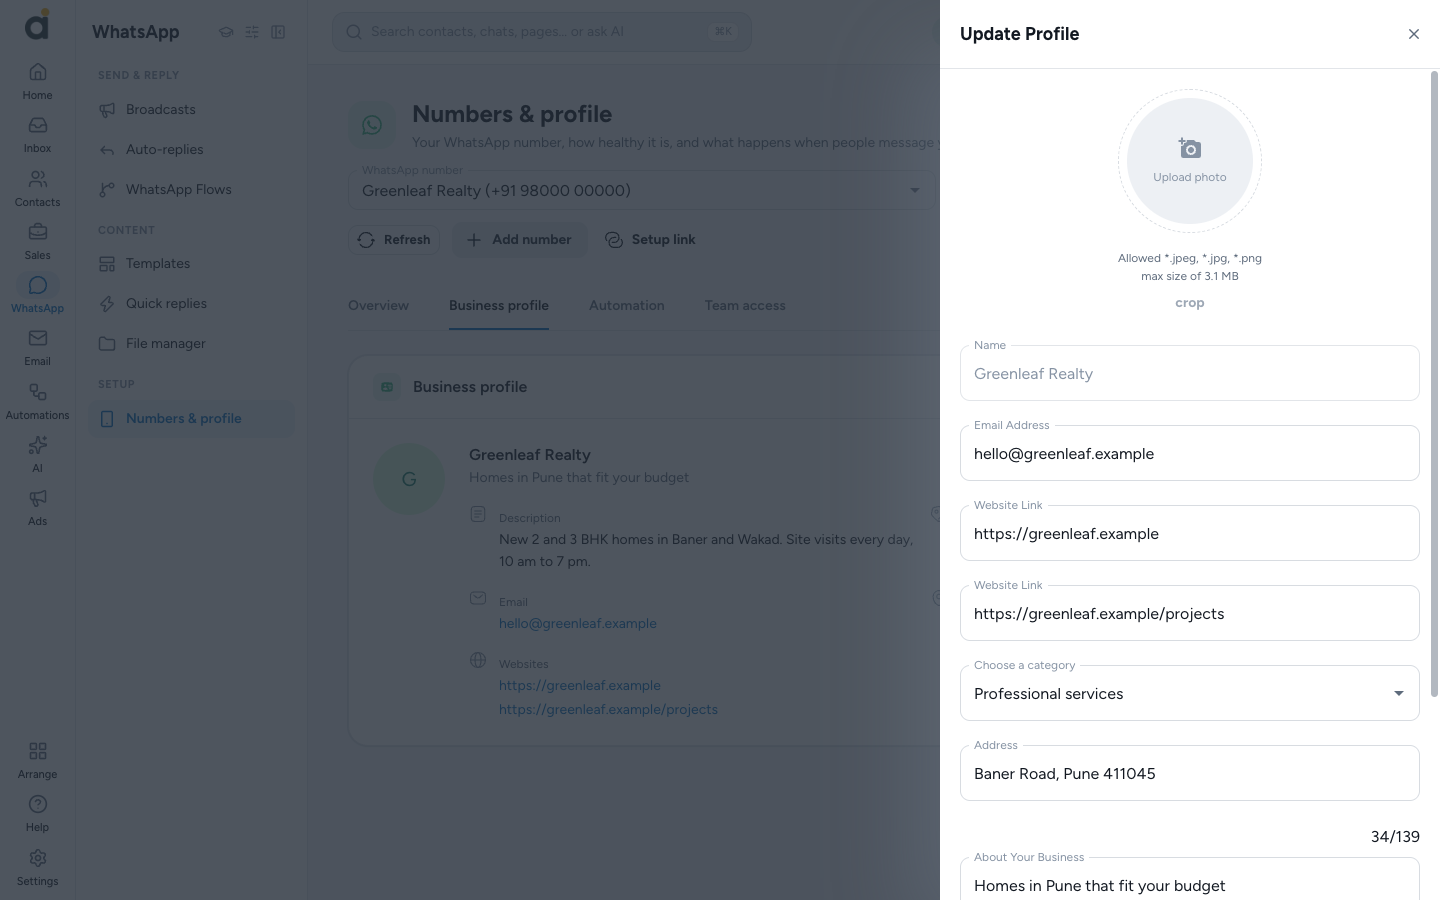 WhatsApp
Search contacts, chats, pages... or ask AI
⌘K
Home
Inbox
Contacts
Sales
WhatsApp
Email
Automations
AI
Ads
Arrange
Help
Settings
SEND & REPLY
Broadcasts
Auto-replies
WhatsApp Flows
CONTENT
Templates
Quick replies
File manager
SETUP
Numbers & profile
Numbers & profile
Your WhatsApp number, how healthy it is, and what happens when people message
WhatsApp number
Greenleaf Realty (+91 98000 00000)
Refresh
Add number
Setup link
Overview
Business profile
Automation
Team access
Business profile
G
Greenleaf Realty
Homes in Pune that fit your budget
Description
New 2 and 3 BHK homes in Baner and Wakad. Site visits every day,
10 am to 7 pm.
Email
hello@greenleaf.example
Websites
https://greenleaf.example
https://greenleaf.example/projects
Update Profile
Upload photo
Allowed *.jpeg, *.jpg, *.png
max size of 3.1 MB
crop
Name
Greenleaf Realty
Email Address
hello@greenleaf.example
Website Link
https://greenleaf.example
Website Link
https://greenleaf.example/projects
Choose a category
Professional services
Address
Baner Road, Pune 411045
34/139
About Your Business
Homes in Pune that fit your budget